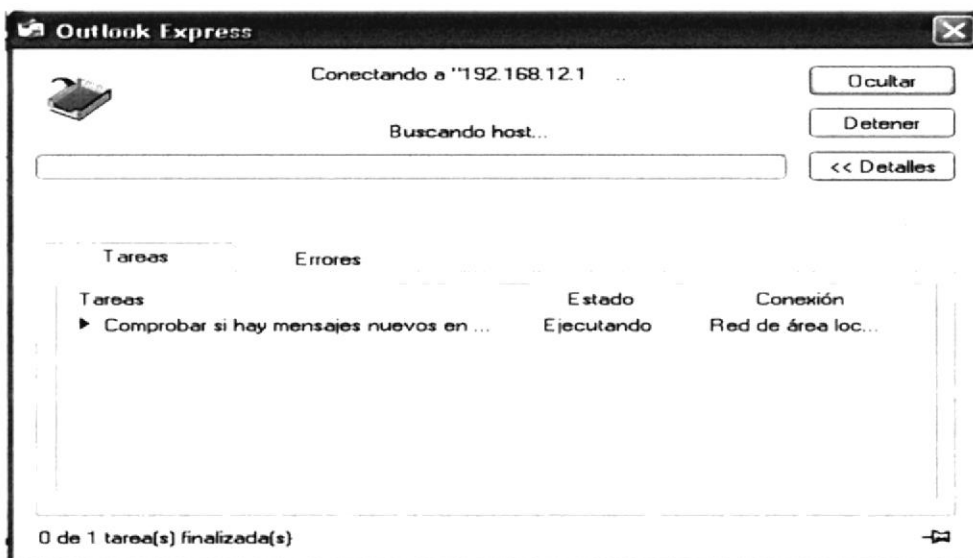 Outlook Express
Conectando a "192.168.12.1 ..
Ocultar
Buscando host...
Detener
<< Detalles
Tareas Errores
Tareas Estado Conexión
Comprobar si hay mensajes nuevos en ... Ejecutando Red de área loc...
0 de 1 tarea(s) finalizada(s)